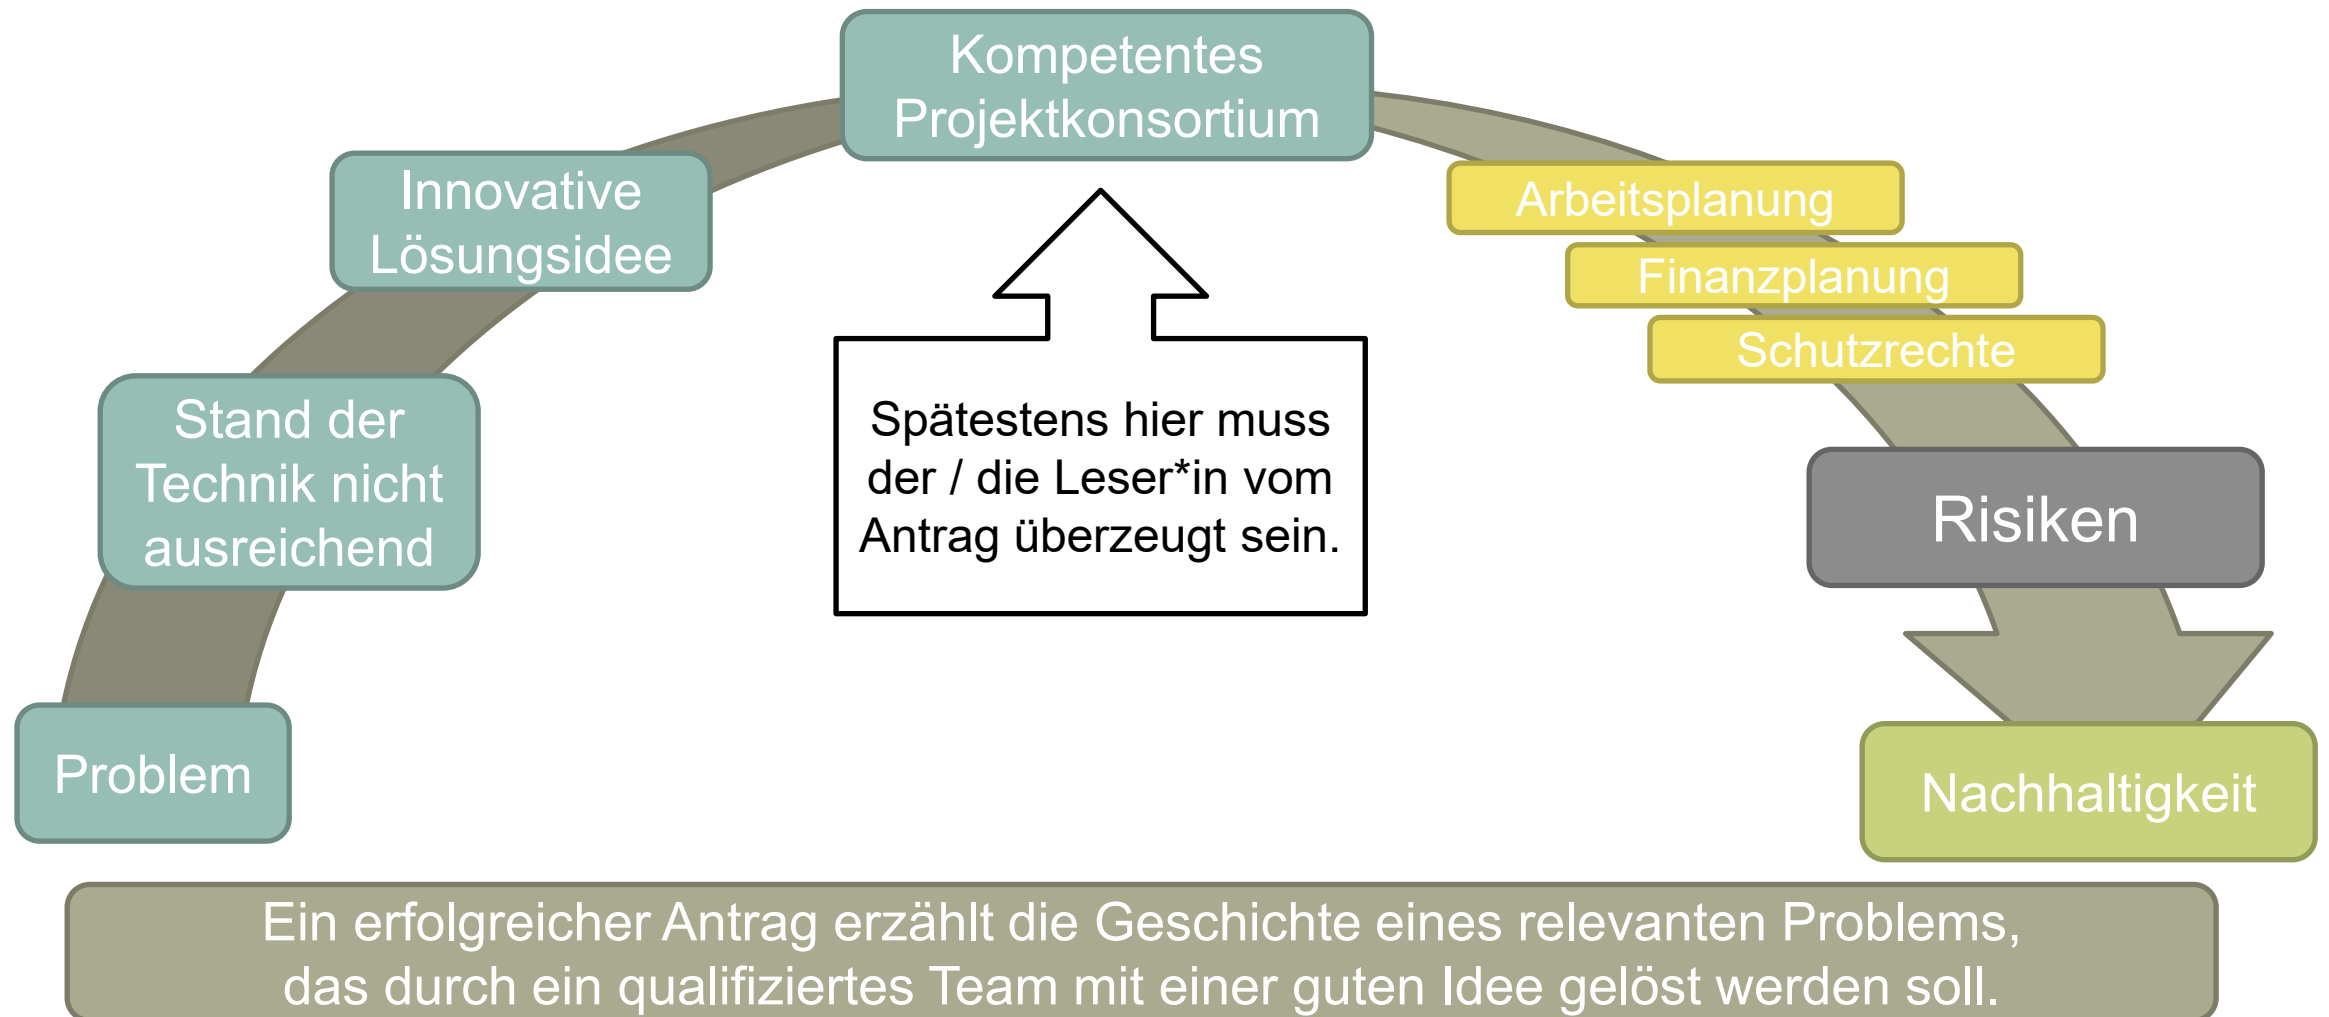 Kompetentes
Projektkonsortium
Innovative
Lösungsidee
Stand der
Technik nicht
ausreichend
Problem
Spätestens hier muss
der / die Leser*in vom
Antrag überzeugt sein.
Arbeitsplanung
Finanzplanung
Schutzrechte
Risiken
Nachhaltigkeit
Ein erfolgreicher Antrag erzählt die Geschichte eines relevanten Problems,
das durch ein qualifiziertes Team mit einer guten Idee gelöst werden soll.